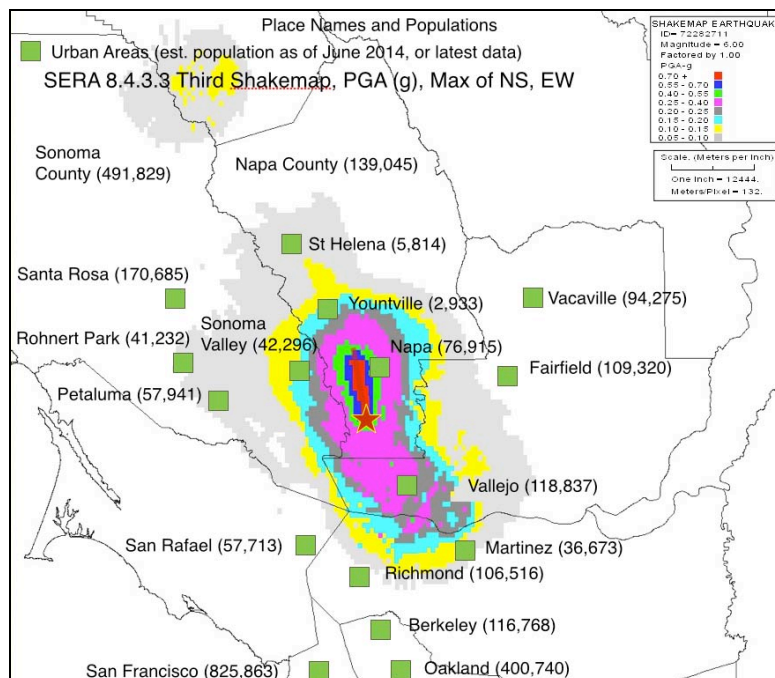 Place Names and Populations
Urban Areas (est. population as of June 2014, or latest data)
SERA 8.4.3.3 Third Shakemap, PGA (g), Max of NS, EW
SHAKEMAP EARTHQUAK
ID= 72282711
Magnitude = 6.00
Factored by 1.00
PGA-g
0.70 +
0.55 - 0.70
0.40 - 0.55
0.25 - 0.40
0.20 - 0.25
0.15 - 0.20
0.10 - 0.15
0.05 - 0.10
Scale. (Meters per Inch)
One Inch = 12444.
Meters/Pixel = 132.
Sonoma
County (491,829)
Napa County (139,045)
St Helena (5,814)
Santa Rosa (170,685)
Yountville (2,933)
Vacaville (94,275)
Rohnert Park (41,232)
Sonoma
Valley (42,296)
Napa (76,915)
Fairfield (109,320)
Petaluma (57,941)
Vallejo (118,837)
San Rafael (57,713)
Martinez (36,673)
Richmond (106,516)
Berkeley (116,768)
San Francisco (825,863)
Oakland (400,740)